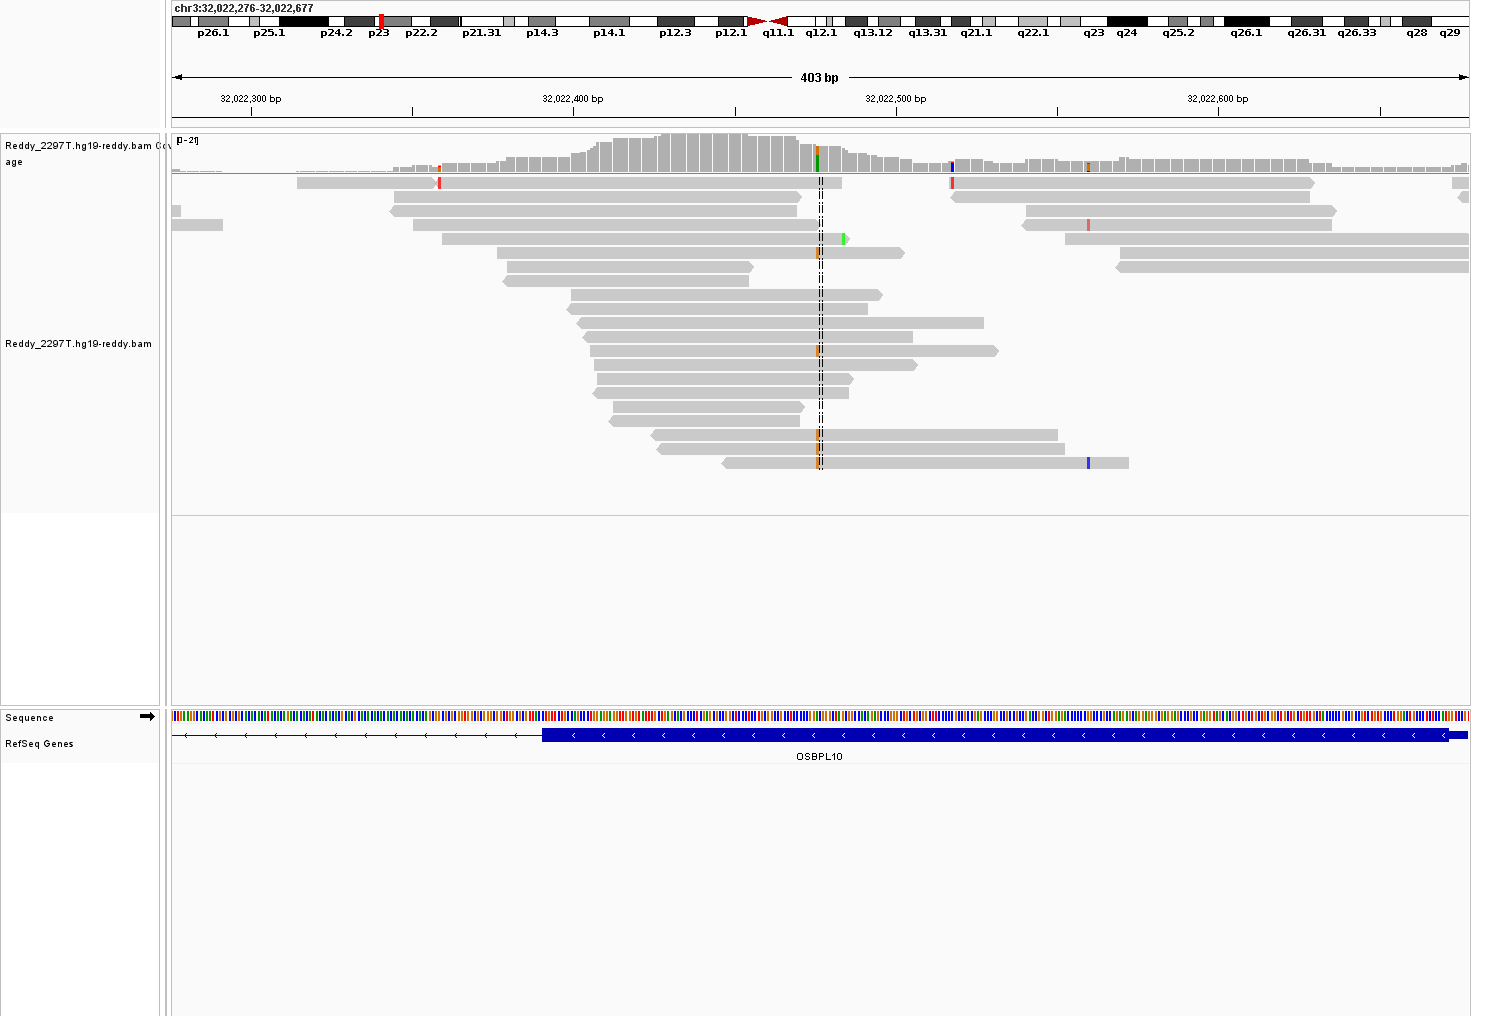 chr3:32,022,276-32,022,677
p26.1 p25.1 p24.2 p23 p22.2 p21.31 p14.3 p14.1 p12.3 p12.1 q11.1 q12.1 q13.12 q13.31 q21.1 q22.1 q23 q24 q25.2 q26.1 q26.31 q26.33 q28 q29
403 bp
32,022,300 bp 32,022,400 bp 32,022,500 bp 32,022,600 bp
Reddy_2297T.hg19-reddy.bam Cov
age
[0-21]
Reddy_2297T.hg19-reddy.bam
Sequence
RefSeq Genes
OSBPL10